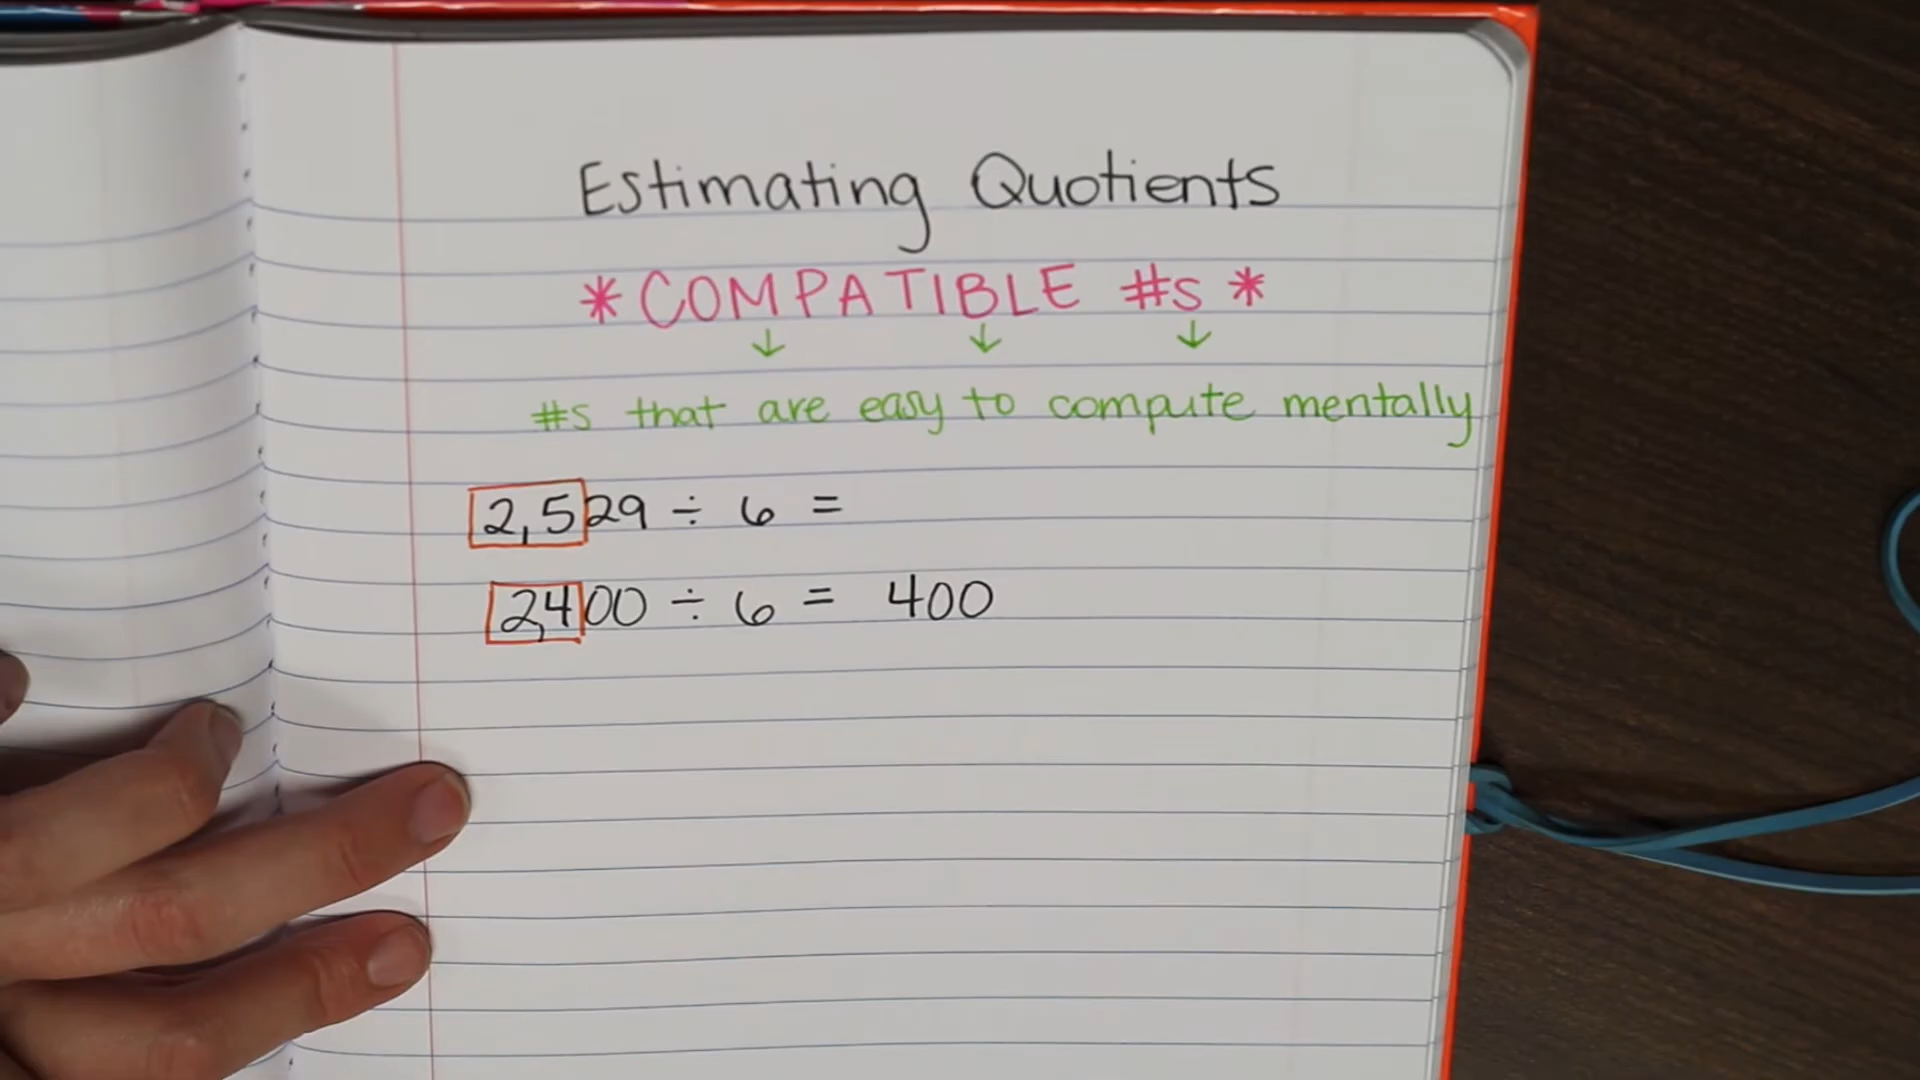 Estimating Quotients
*COMPATIBLE #s*
↓ ↓ ↓
#s that are easy to compute mentally
2,529 ÷ 6 =
2,400 ÷ 6 = 400